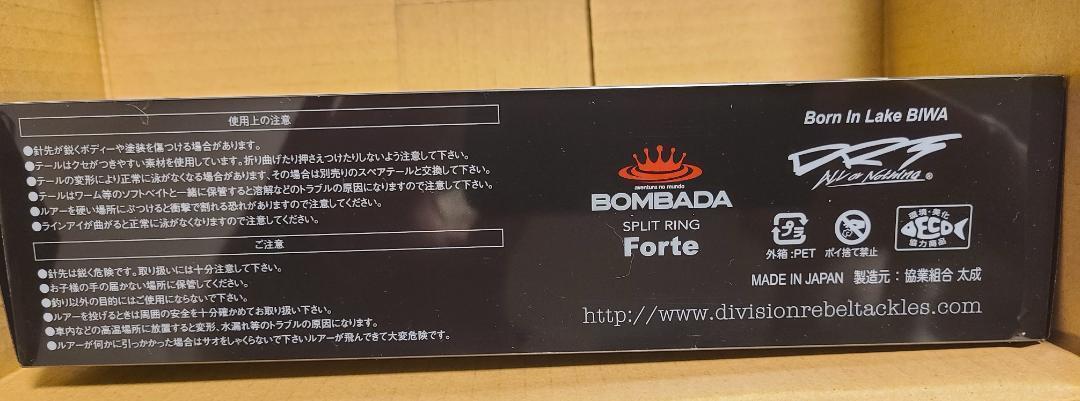 使用上の注意
●針先が鋭くボディーや塗装を傷つける場合があります。
●テールはクセがつきやすい素材を使用しています。折り曲げたり押さえつけたりしないよう注意して下さい。
●テールの変形により正常に泳がなくなる場合があります、その場合は別売りのスペアテールと交換して下さい。
●テールはワーム等のソフトベイトと一緒に保管すると溶解などのトラブルの原因になりますので注意して下さい。
●ルアーを硬い場所にぶつけると衝撃で割れる恐れがありますので注意してください。
●ラインアイが曲がると正常に泳がなくなりますので注意してください。
ご注意
●針先は鋭く危険です。取り扱いには十分注意して下さい。
●お子様の手の届かない場所に保管してください。
●釣り以外の目的にはご使用にならないで下さい。
●ルアーを投げるときは周囲の安全を十分確かめてお取り扱い下さい。
●車内などの高温場所に放置すると変形、水漏れ等のトラブルの原因になります。
●ルアーが何かに引っかかった場合はサオをしゃくらないで下さいルアーが飛んできて大変危険です。
aventura no mundo
BOMBADA
SPLIT RING
Forte
Born In Lake BIWA
DRT
ALL or Nothing ®
プラ
外箱:PET
ポイ捨て禁止
環境・美化
ECO
協力商品
MADE IN JAPAN 製造元：協業組合 太成
http://www.divisionrebeltackles.com